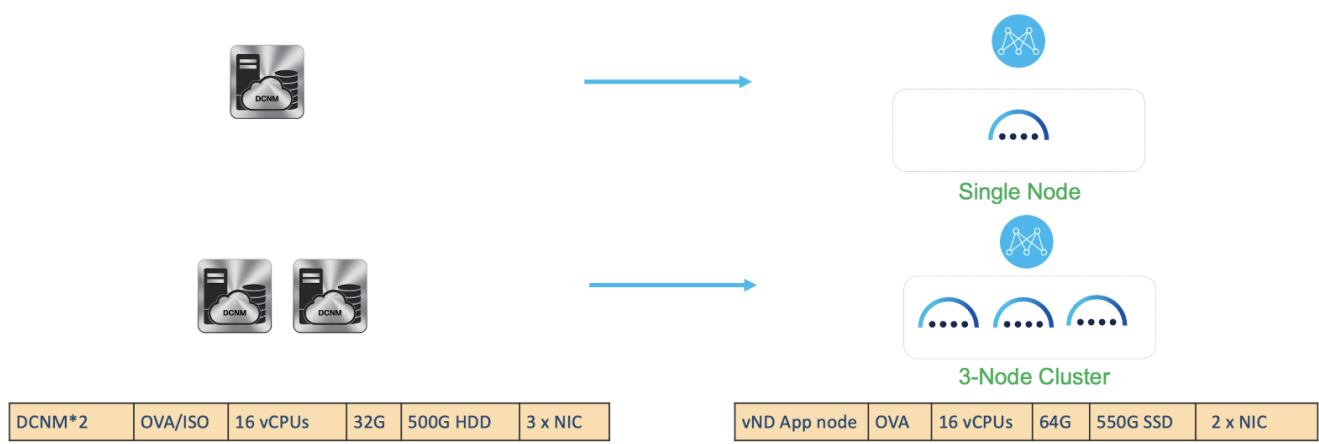 DCNM
Single Node
DCNM DCNM
3-Node Cluster
DCNM*2 OVA/ISO 16 vCPUs 32G 500G HDD 3 x NIC
vND App node OVA 16 vCPUs 64G 550G SSD 2 x NIC